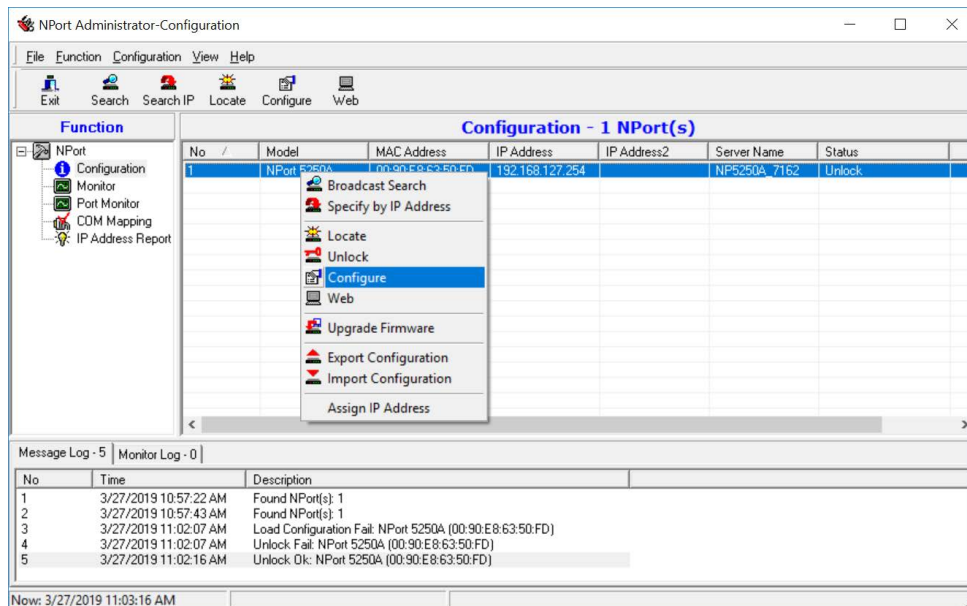 NPort Administrator-Configuration
File Function Configuration View Help
Exit Search Search IP Locate Configure Web
Function
Configuration - 1 NPort(s)
NPort
Configuration
Monitor
Port Monitor
COM Mapping
IP Address Report
No / Model MAC Address IP Address IP Address2 Server Name Status
1 NPort 5250A 00:90:E8:63:50:FD 192.168.127.254 NP5250A_7162 Unlock
Broadcast Search
Specify by IP Address
Locate
Unlock
Configure
Web
Upgrade Firmware
Export Configuration
Import Configuration
Assign IP Address
Message Log - 5 Monitor Log - 0
No Time Description
1 3/27/2019 10:57:22 AM Found NPort(s): 1
2 3/27/2019 10:57:43 AM Found NPort(s): 1
3 3/27/2019 11:02:07 AM Load Configuration Fail: NPort 5250A (00:90:E8:63:50:FD)
4 3/27/2019 11:02:07 AM Unlock Fail: NPort 5250A (00:90:E8:63:50:FD)
5 3/27/2019 11:02:16 AM Unlock Ok: NPort 5250A (00:90:E8:63:50:FD)
Now: 3/27/2019 11:03:16 AM